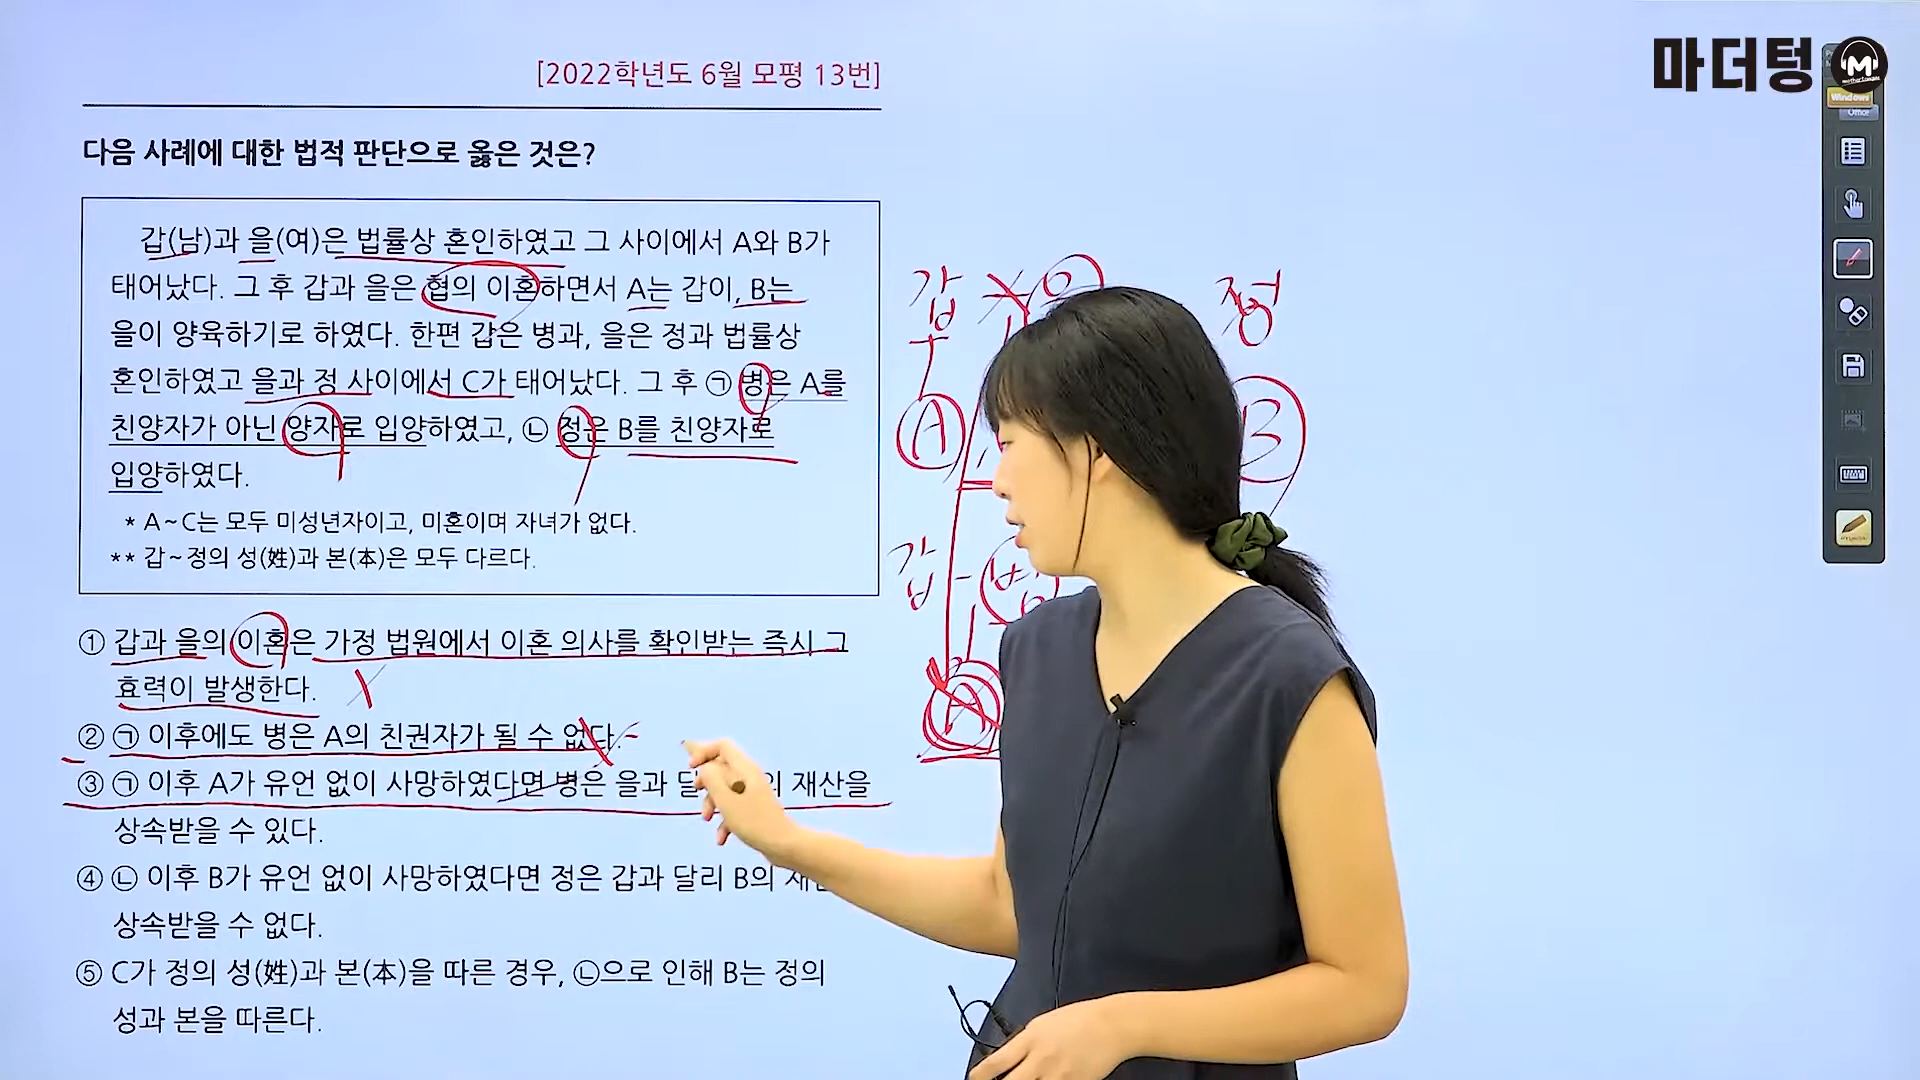 마더텅
M
[2022학년도 6월 모평 13번]
Windows
Office
다음 사례에 대한 법적 판단으로 옳은 것은?
갑(남)과 을(여)은 법률상 혼인하였고 그 사이에서 A와 B가
태어났다. 그 후 갑과 을은 협의 이혼하면서 A는 갑이, B는
을이 양육하기로 하였다. 한편 갑은 병과, 을은 정과 법률상
혼인하였고 을과 정 사이에서 C가 태어났다. 그 후 ㉠ 병은 A를
친양자가 아닌 양자로 입양하였고, ㉡ 정은 B를 친양자로
입양하였다.
* A~C는 모두 미성년자이고, 미혼이며 자녀가 없다.
** 갑~정의 성(姓)과 본(本)은 모두 다르다.
① 갑과 을의 이혼은 가정 법원에서 이혼 의사를 확인받는 즉시 그
효력이 발생한다.
② ㉠ 이후에도 병은 A의 친권자가 될 수 없다.
③ ㉠ 이후 A가 유언 없이 사망하였다면 병은 을과 달 의 재산을
상속받을 수 있다.
④ ㉡ 이후 B가 유언 없이 사망하였다면 정은 갑과 달리 B의 재
상속받을 수 없다.
⑤ C가 정의 성(姓)과 본(本)을 따른 경우, ㉡으로 인해 B는 정의
성과 본을 따른다.
갑 정
A B
갑 - 병
A